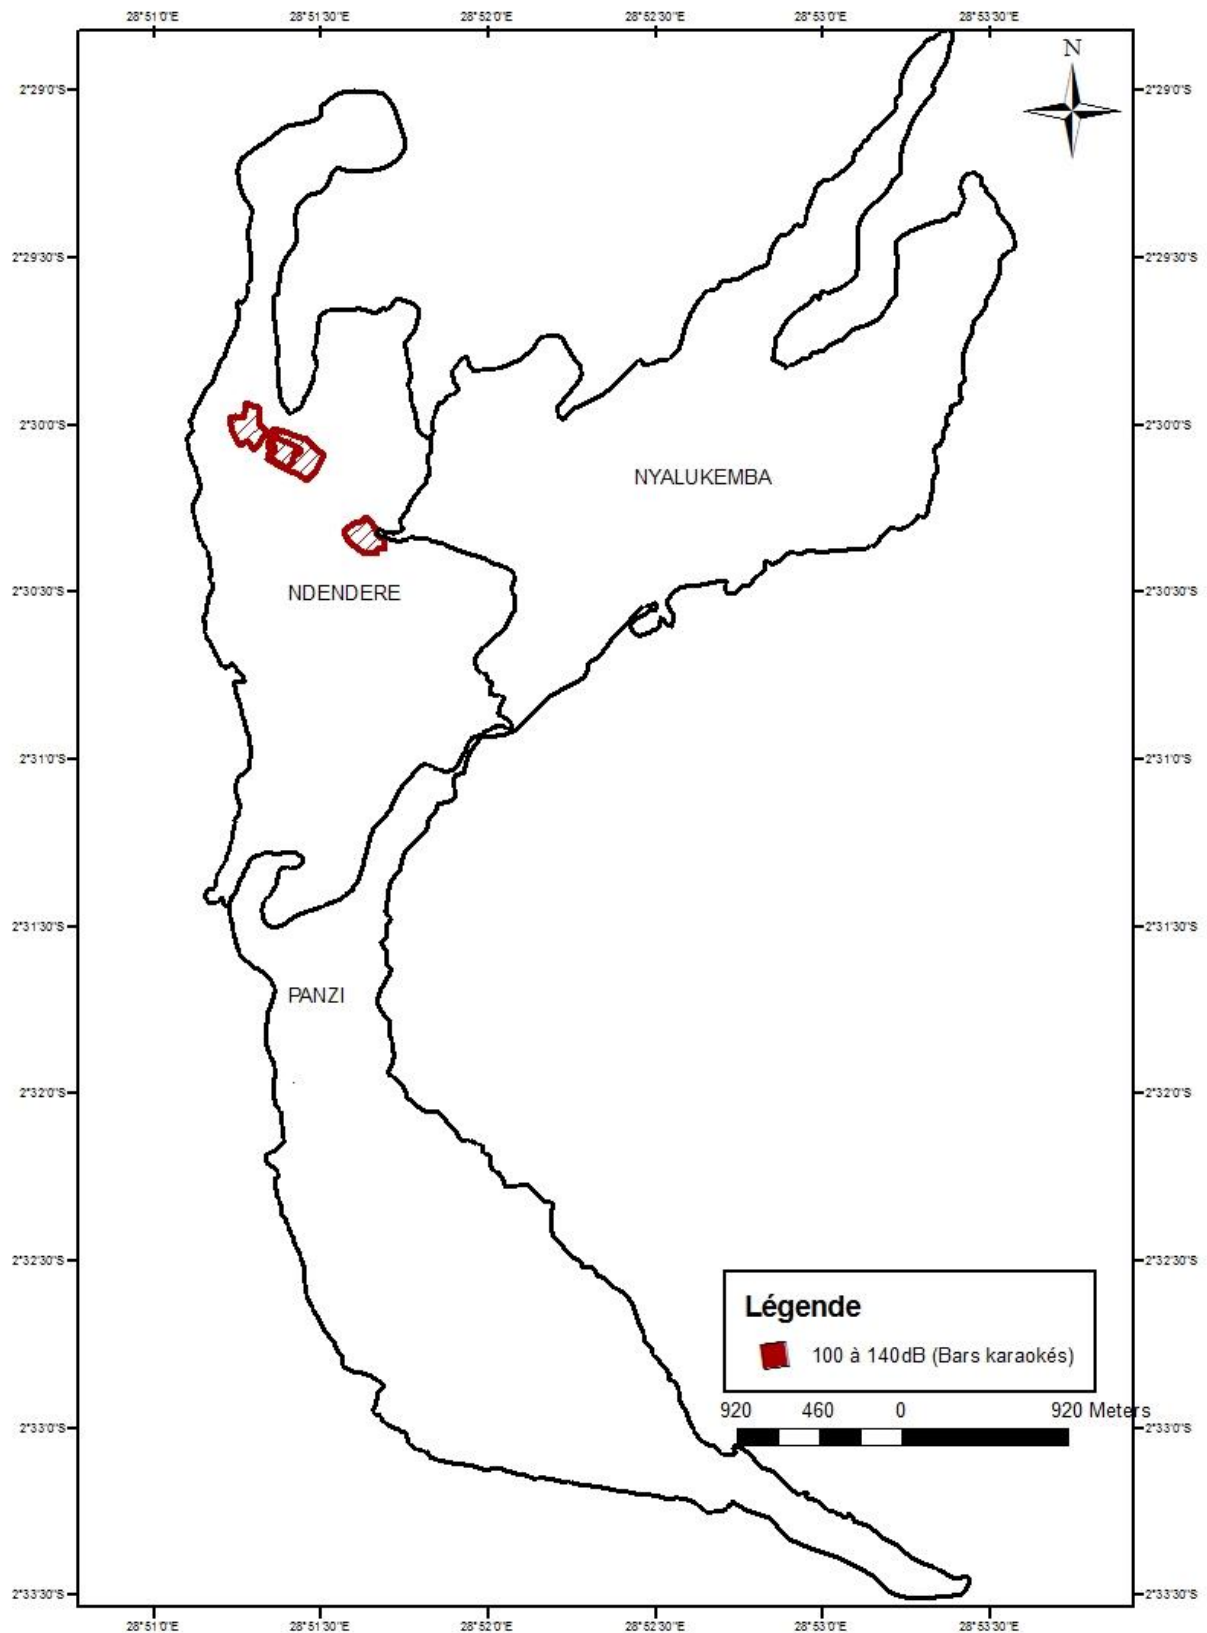 28°51'0"E 28°51'30"E 28°52'0"E 28°52'30"E 28°53'0"E 28°53'30"E
N
2°29'0"S 2°29'0"S
2°29'30"S 2°29'30"S
2°30'0"S 2°30'0"S
NYALUKEMBA
2°30'30"S 2°30'30"S
NDENDERE
2°31'0"S 2°31'0"S
2°31'30"S 2°31'30"S
PANZI
2°32'0"S 2°32'0"S
2°32'30"S 2°32'30"S
Légende
100 à 140dB (Bars karaokés)
920 460 0 920 Meters
2°33'0"S 2°33'0"S
2°33'30"S 2°33'30"S
28°51'0"E 28°51'30"E 28°52'0"E 28°52'30"E 28°53'0"E 28°53'30"E